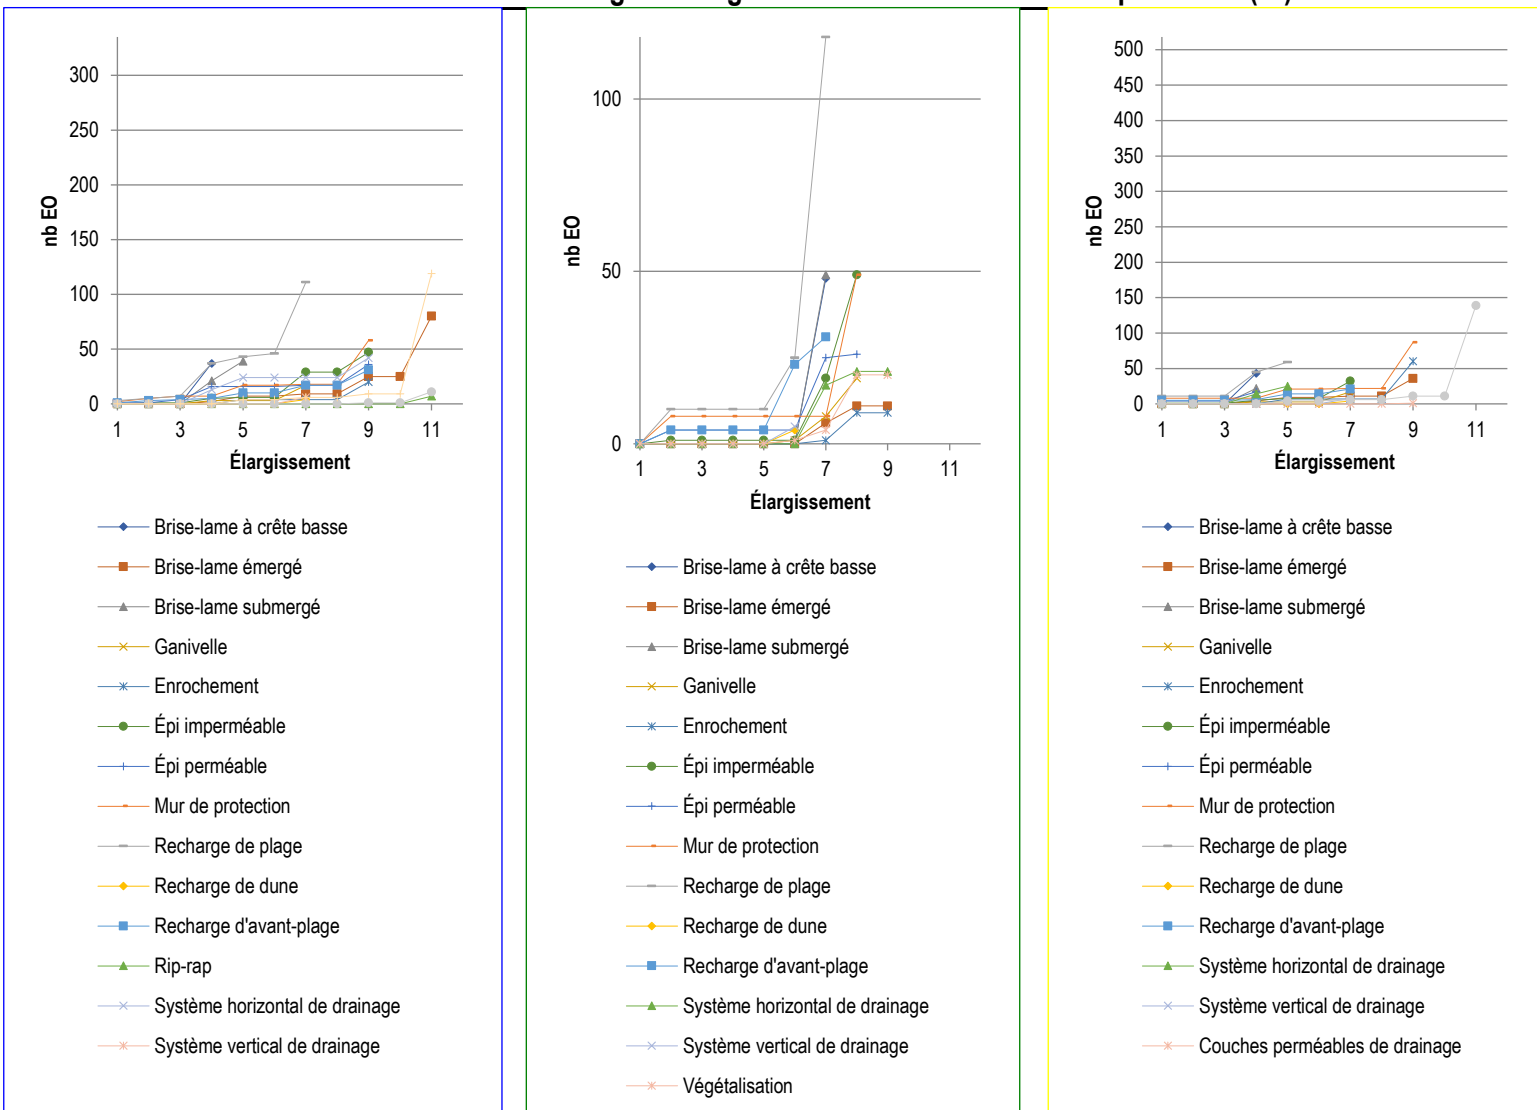 300
250
200
150
100
50
0
nb EO
1 3 5 7 9 11
Élargissement
Brise-lame à crête basse
Brise-lame émergé
Brise-lame submergé
Ganivelle
Enrochement
Épi imperméable
Épi perméable
Mur de protection
Recharge de plage
Recharge de dune
Recharge d'avant-plage
Rip-rap
Système horizontal de drainage
Système vertical de drainage
100
50
0
nb EO
1 3 5 7 9 11
Élargissement
Brise-lame à crête basse
Brise-lame émergé
Brise-lame submergé
Ganivelle
Enrochement
Épi imperméable
Épi perméable
Mur de protection
Recharge de plage
Recharge de dune
Recharge d'avant-plage
Système horizontal de drainage
Système vertical de drainage
Végétalisation
500
450
400
350
300
250
200
150
100
50
0
nb EO
1 3 5 7 9 11
Élargissement
Brise-lame à crête basse
Brise-lame émergé
Brise-lame submergé
Ganivelle
Enrochement
Épi imperméable
Épi perméable
Mur de protection
Recharge de plage
Recharge de dune
Recharge d'avant-plage
Système horizontal de drainage
Système vertical de drainage
Couches perméables de drainage